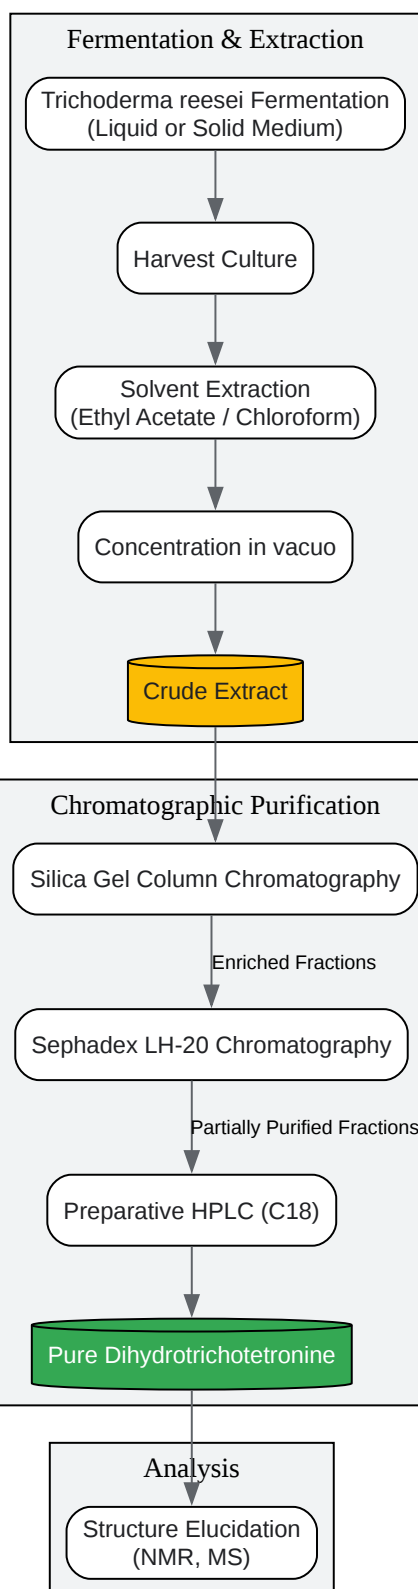 Fermentation & Extraction
Trichoderma reesei Fermentation
(Liquid or Solid Medium)
Harvest Culture
Solvent Extraction
(Ethyl Acetate / Chloroform)
Concentration in vacuo
Crude Extract
Chromatographic Purification
Silica Gel Column Chromatography
Enriched Fractions
Sephadex LH-20 Chromatography
Partially Purified Fractions
Preparative HPLC (C18)
Pure Dihydrotrichotetronine
Analysis
Structure Elucidation
(NMR, MS)